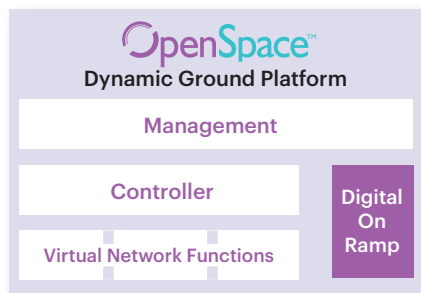 OpenSpace™
Dynamic Ground Platform
Management
Controller
Digital
On
Ramp
Virtual Network Functions